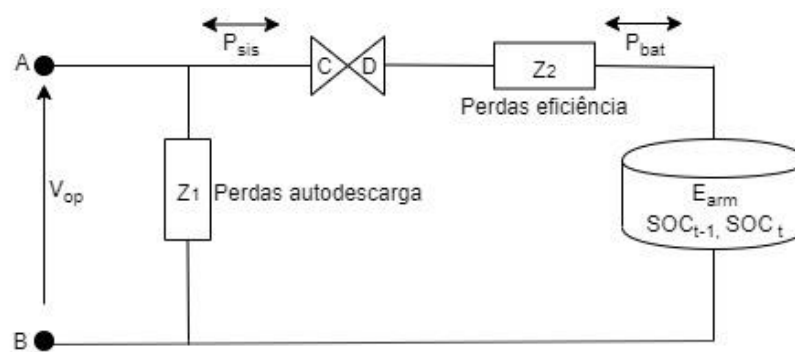 P_sis
P_bat
A
C
D
Z2
Perdas eficiência
V_op
Z1
Perdas autodescarga
E_arm
SOC_t-1, SOC_t
B